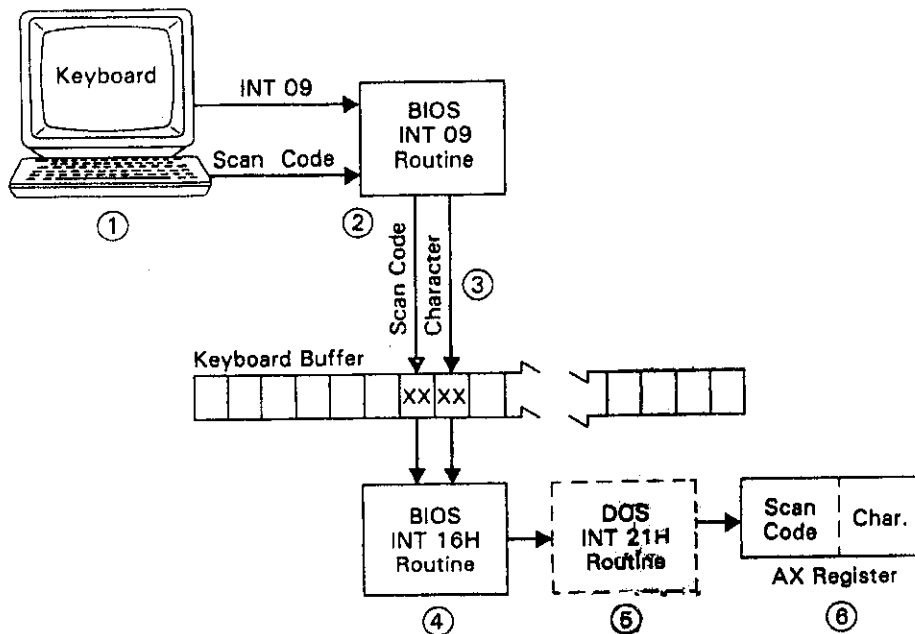 Keyboard
INT 09
Scan Code
①
BIOS
INT 09
Routine
②
Scan Code
Character
③
Keyboard Buffer
XX XX
BIOS
INT 16H
Routine
④
DOS
INT 21H
Routine
⑤
Scan
Code
Char.
AX Register
⑥